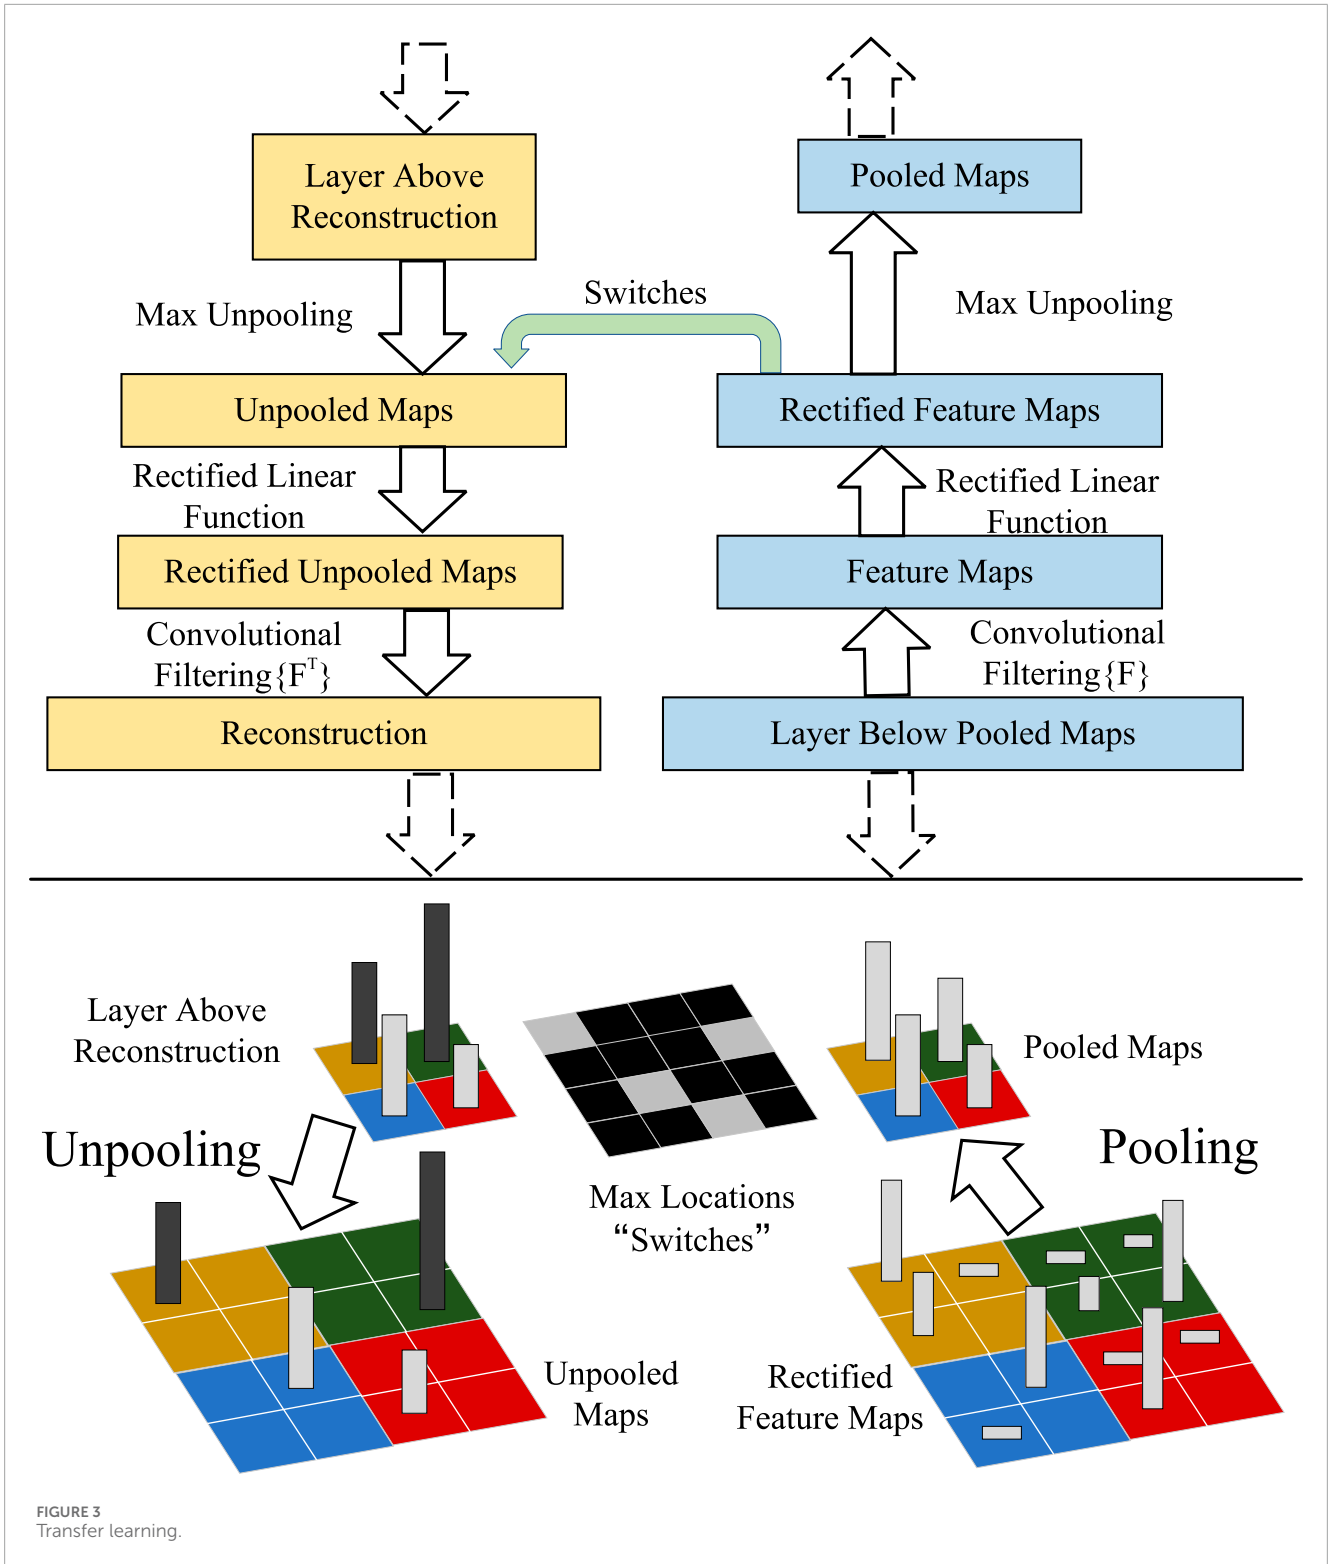 Layer Above
Reconstruction
Pooled Maps
Max Unpooling
Switches
Max Unpooling
Unpooled Maps
Rectified Feature Maps
Rectified Linear
Function
Rectified Linear
Function
Rectified Unpooled Maps
Feature Maps
Convolutional
Filtering{F^T}
Convolutional
Filtering{F}
Reconstruction
Layer Below Pooled Maps
Layer Above
Reconstruction
Pooled Maps
Unpooling
Pooling
Max Locations
“Switches”
Unpooled
Maps
Rectified
Feature Maps
FIGURE 3
Transfer learning.